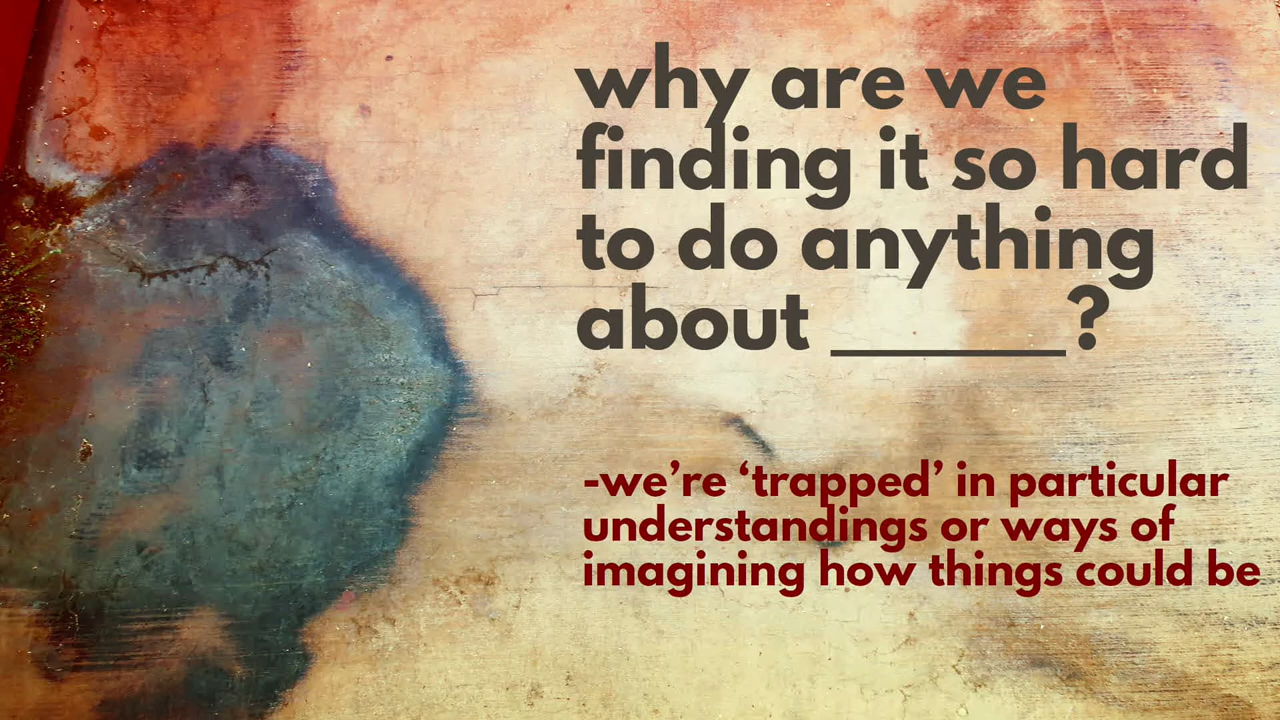 why are we
finding it so hard
to do anything
about ______?
-we're ‘trapped’ in particular
understandings or ways of
imagining how things could be